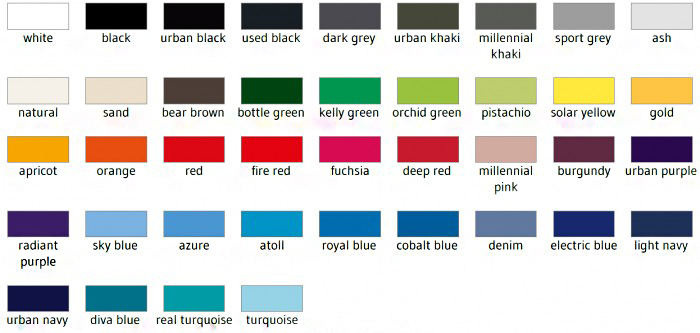 white black urban black used black dark grey urban khaki millennial khaki sport grey ash
natural sand bear brown bottle green kelly green orchid green pistachio solar yellow gold
apricot orange red fire red fuchsia deep red millennial pink burgundy urban purple
radiant purple sky blue azure atoll royal blue cobalt blue denim electric blue light navy
urban navy diva blue real turquoise turquoise